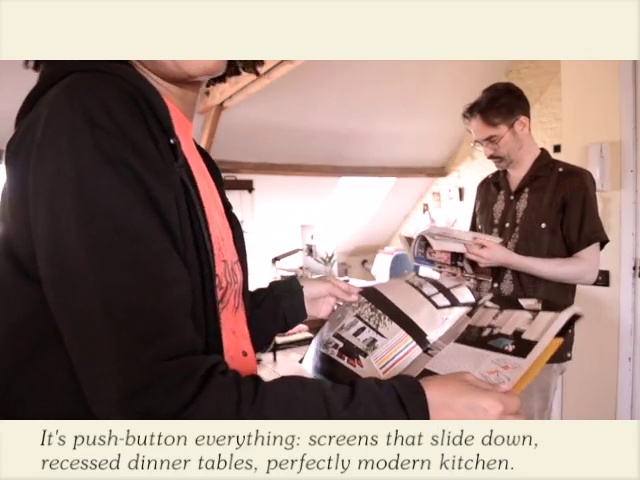 It's push-button everything: screens that slide down,
recessed dinner tables, perfectly modern kitchen.